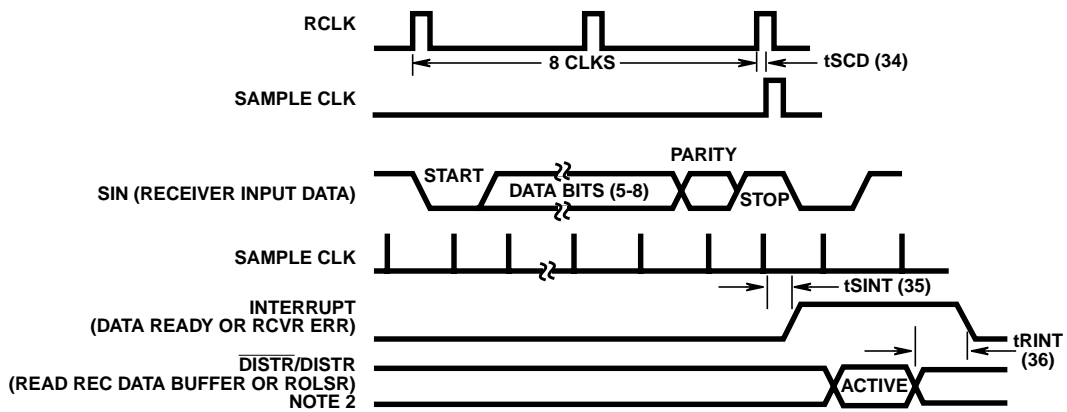 RCLK
8 CLKS
tSCD (34)
SAMPLE CLK
SIN (RECEIVER INPUT DATA)
START
DATA BITS (5-8)
PARITY
STOP
SAMPLE CLK
tSINT (35)
INTERRUPT
(DATA READY OR RCVR ERR)
tRINT
(36)
DISTR/DISTR
(READ REC DATA BUFFER OR ROLSR)
NOTE 2
ACTIVE